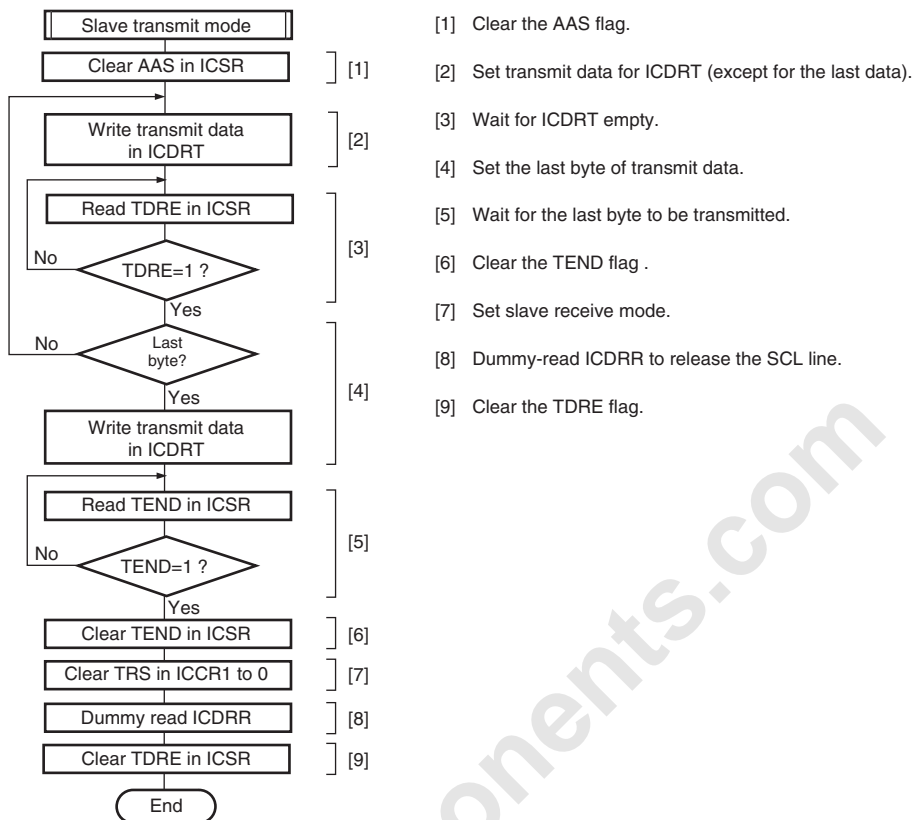 Slave transmit mode
Clear AAS in ICSR
[1]
Write transmit data
in ICDRT
[2]
Read TDRE in ICSR
No
TDRE=1 ?
[3]
Yes
No
Last
byte?
Yes
[4]
Write transmit data
in ICDRT
Read TEND in ICSR
No
TEND=1 ?
[5]
Yes
Clear TEND in ICSR
[6]
Clear TRS in ICCR1 to 0
[7]
Dummy read ICDRR
[8]
Clear TDRE in ICSR
[9]
End
[1] Clear the AAS flag.
[2] Set transmit data for ICDRT (except for the last data).
[3] Wait for ICDRT empty.
[4] Set the last byte of transmit data.
[5] Wait for the last byte to be transmitted.
[6] Clear the TEND flag .
[7] Set slave receive mode.
[8] Dummy-read ICDRR to release the SCL line.
[9] Clear the TDRE flag.
onents.com